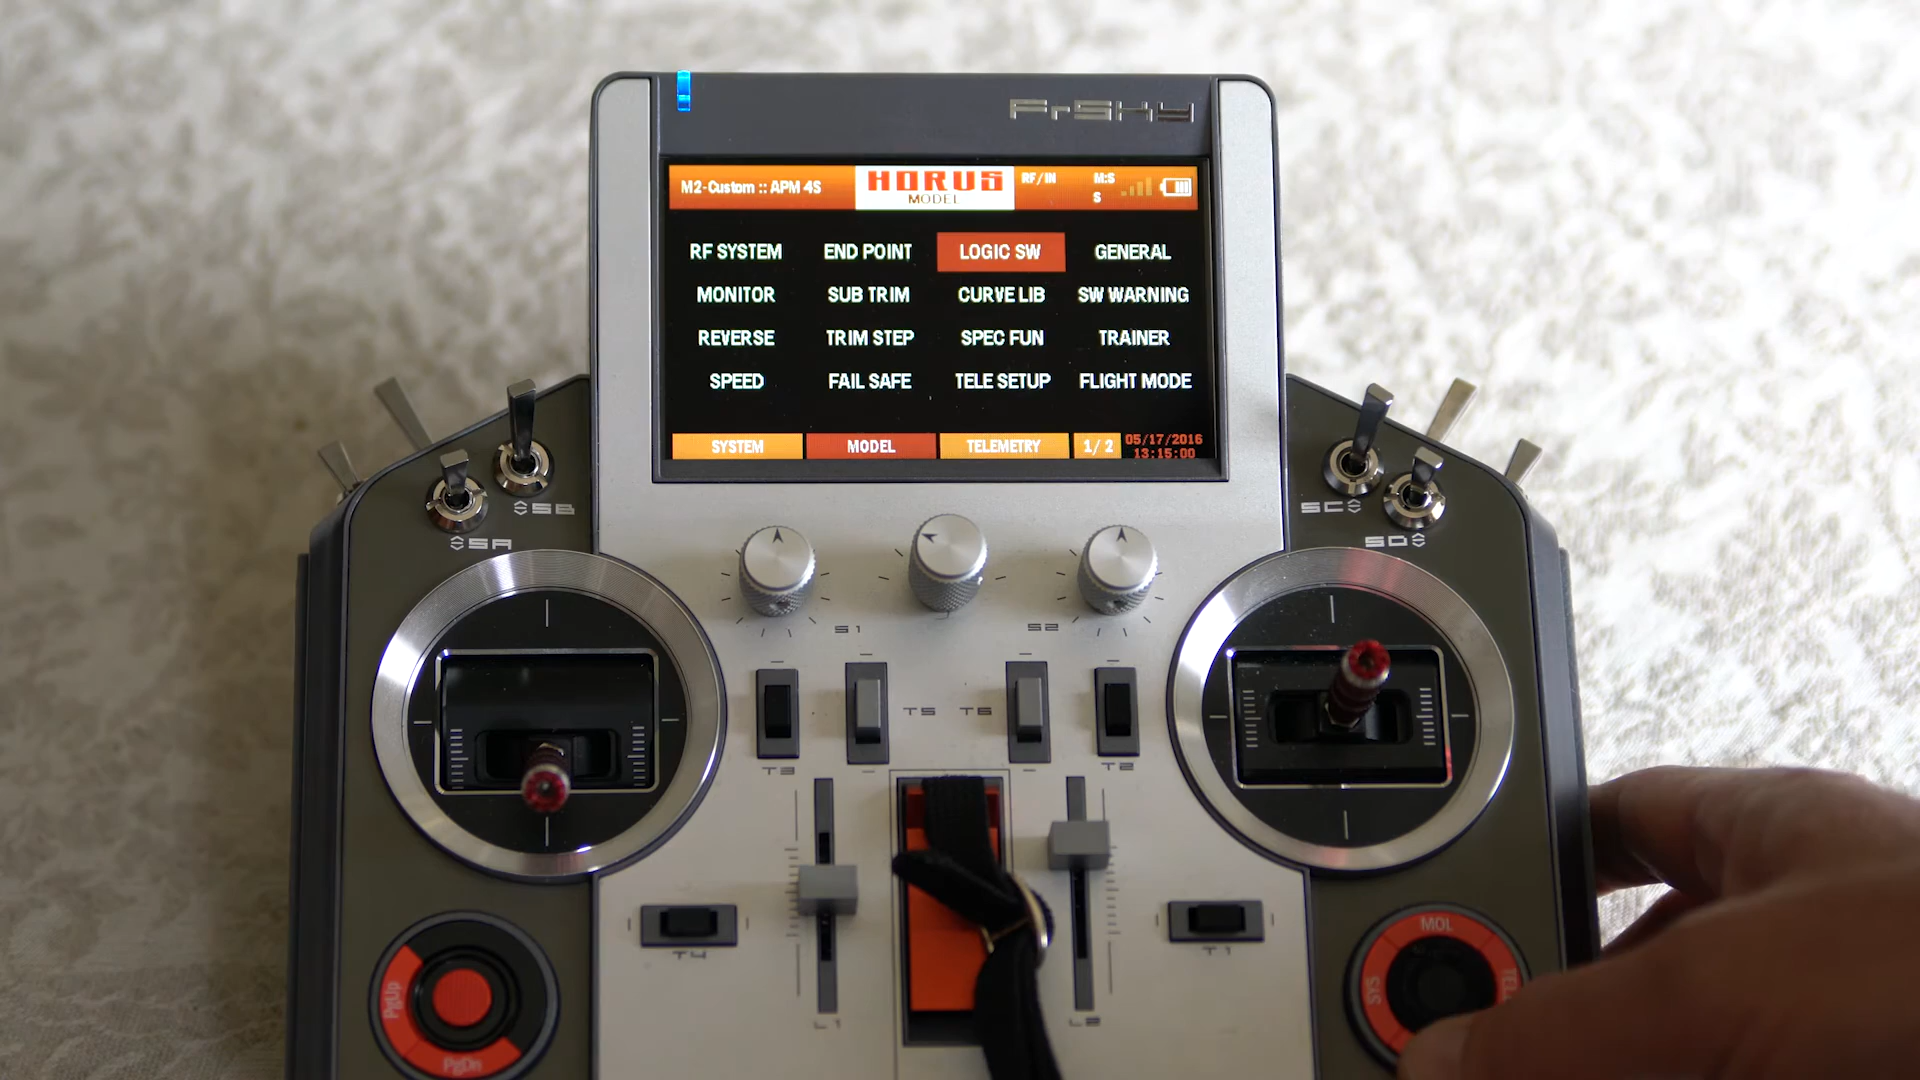 FrSky
M2-Custom :: APM 4S
HORUS
MODEL
RF/IN
M:S
S
RF SYSTEM END POINT LOGIC SW GENERAL
MONITOR SUB TRIM CURVE LIB SW WARNING
REVERSE TRIM STEP SPEC FUN TRAINER
SPEED FAIL SAFE TELE SETUP FLIGHT MODE
SYSTEM MODEL TELEMETRY 1/2 05/17/2016
13:15:00
SB
SC
SA
SD
S1 S2
T5 T6
T3 T2
T4 T1
L1 L2
MOL
SYS
PgUp
PgDn